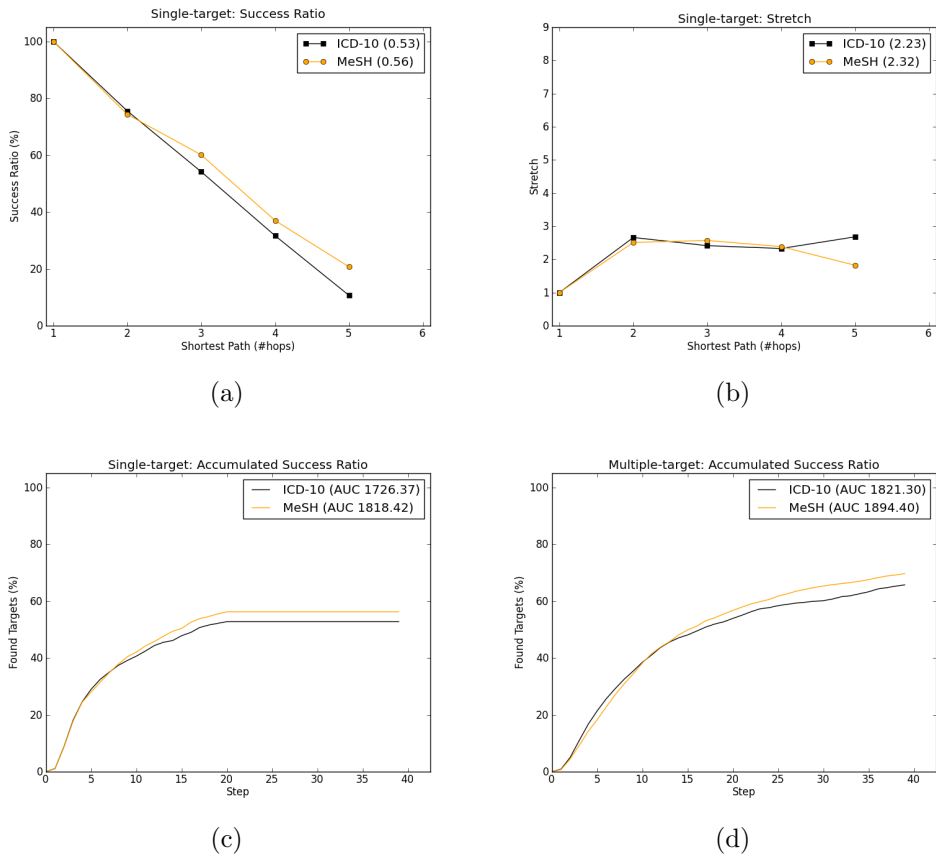 Single-target: Success Ratio
ICD-10 (0.53)
MeSH (0.56)
Success Ratio (%)
100
80
60
40
20
0
1 2 3 4 5 6
Shortest Path (#hops)
(a)
Single-target: Stretch
ICD-10 (2.23)
MeSH (2.32)
Stretch
9
8
7
6
5
4
3
2
1
0
1 2 3 4 5 6
Shortest Path (#hops)
(b)
Single-target: Accumulated Success Ratio
ICD-10 (AUC 1726.37)
MeSH (AUC 1818.42)
Found Targets (%)
100
80
60
40
20
0
0 5 10 15 20 25 30 35 40
Step
(c)
Multiple-target: Accumulated Success Ratio
ICD-10 (AUC 1821.30)
MeSH (AUC 1894.40)
Found Targets (%)
100
80
60
40
20
0
0 5 10 15 20 25 30 35 40
Step
(d)